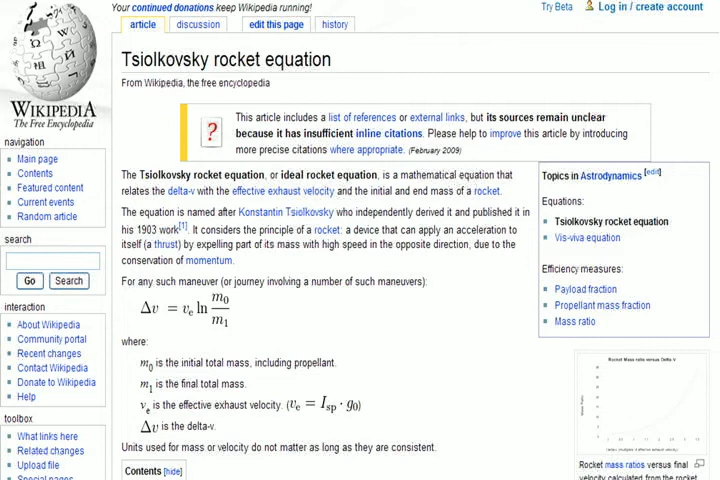 Your continued donations keep Wikipedia running!
Try Beta
Log in / create account
article
discussion
edit this page
history
Tsiolkovsky rocket equation
From Wikipedia, the free encyclopedia
WIKIPEDIA
The Free Encyclopedia
navigation
Main page
Contents
Featured content
Current events
Random article
search
Go
Search
interaction
About Wikipedia
Community portal
Recent changes
Contact Wikipedia
Donate to Wikipedia
Help
toolbox
What links here
Related changes
Upload file
Special pages
?
This article includes a list of references or external links, but its sources remain unclear
because it has insufficient inline citations. Please help to improve this article by introducing
more precise citations where appropriate. (February 2009)
The Tsiolkovsky rocket equation, or ideal rocket equation, is a mathematical equation that
relates the delta-v with the effective exhaust velocity and the initial and end mass of a rocket.
The equation is named after Konstantin Tsiolkovsky who independently derived it and published it in
his 1903 work[1]. It considers the principle of a rocket: a device that can apply an acceleration to
itself (a thrust) by expelling part of its mass with high speed in the opposite direction, due to the
conservation of momentum.
For any such maneuver (or journey involving a number of such maneuvers):
Δv = vₑ ln m₀/m₁
where:
m₀ is the initial total mass, including propellant.
m₁ is the final total mass.
vₑ is the effective exhaust velocity. (vₑ = Isp · g₀)
Δv is the delta-v.
Units used for mass or velocity do not matter as long as they are consistent.
Contents [hide]
Topics in Astrodynamics [edit]
Equations:
Tsiolkovsky rocket equation
Vis-viva equation
Efficiency measures:
Payload fraction
Propellant mass fraction
Mass ratio
Rocket Mass ratio versus Delta V
Rocket mass ratios versus final
velocity calculated from the rocket